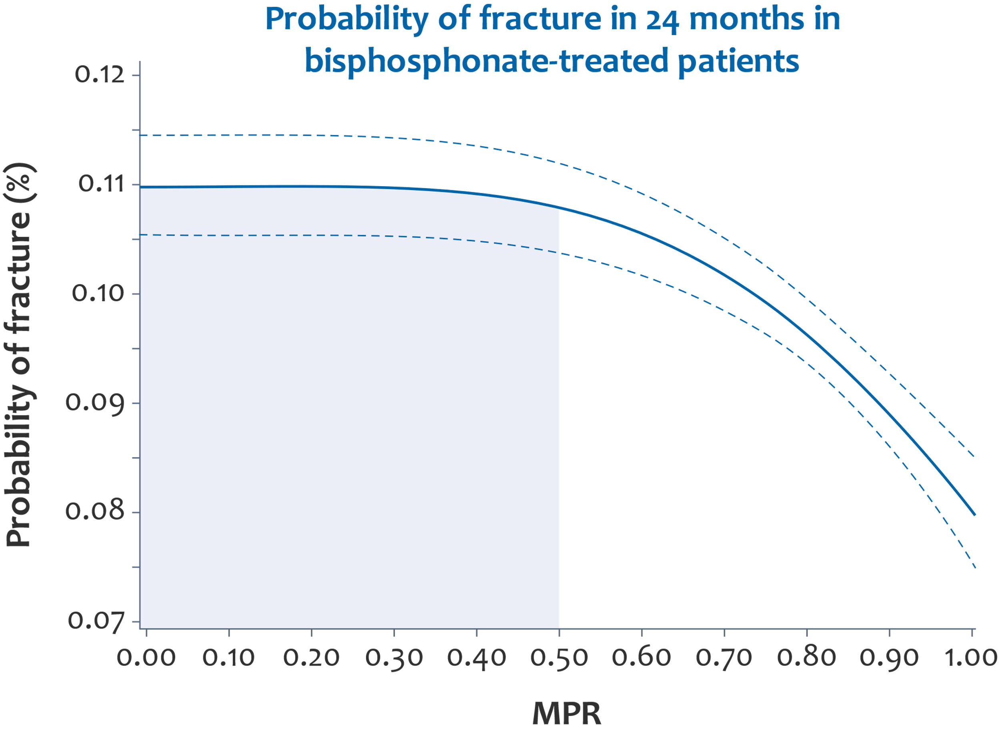 Probability of fracture in 24 months in
bisphosphonate-treated patients
Probability of fracture (%)
0.12
0.11
0.10
0.09
0.08
0.07
0.00 0.10 0.20 0.30 0.40 0.50 0.60 0.70 0.80 0.90 1.00
MPR